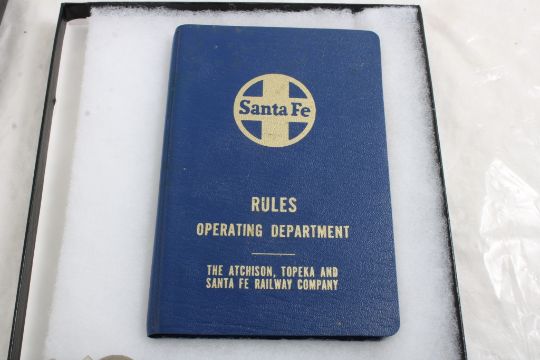 Santa Fe
RULES
OPERATING DEPARTMENT
THE ATCHISON, TOPEKA AND
SANTA FE RAILWAY COMPANY